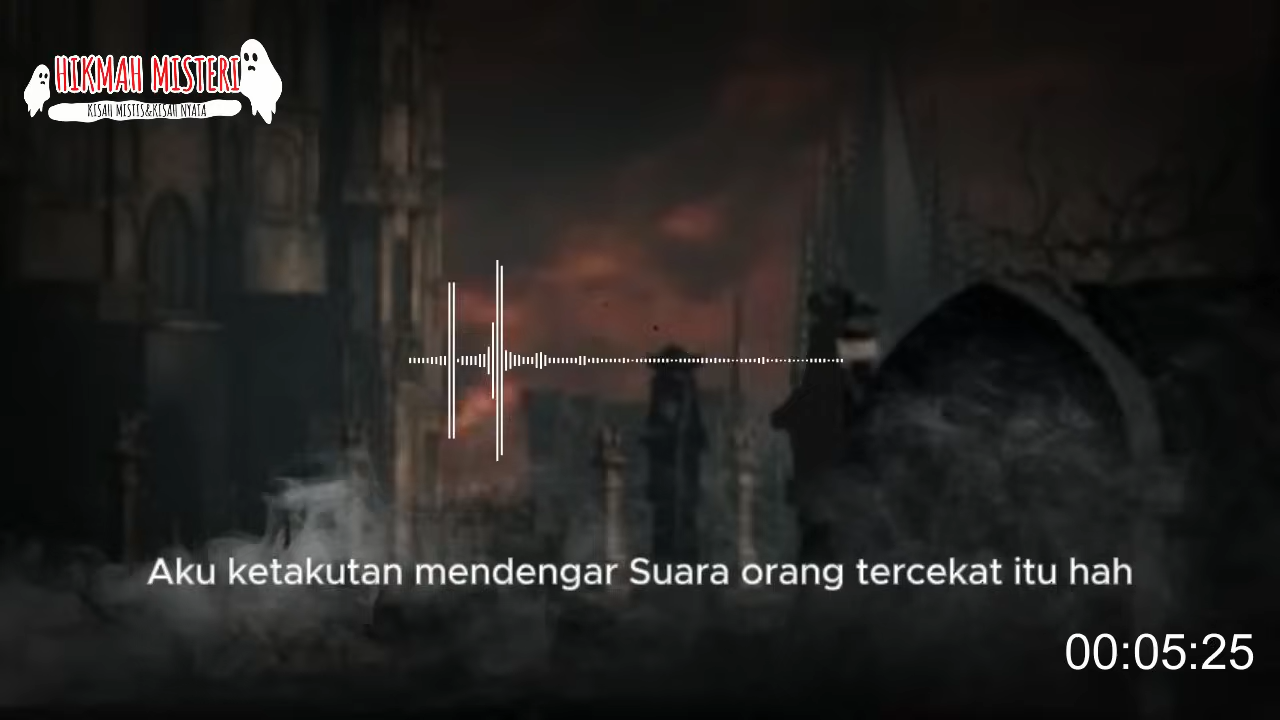 HIKMAH MISTERI
KISAH MISTIS&KISAH NYATA
Aku ketakutan mendengar Suara orang tercekat itu hah
00:05:25